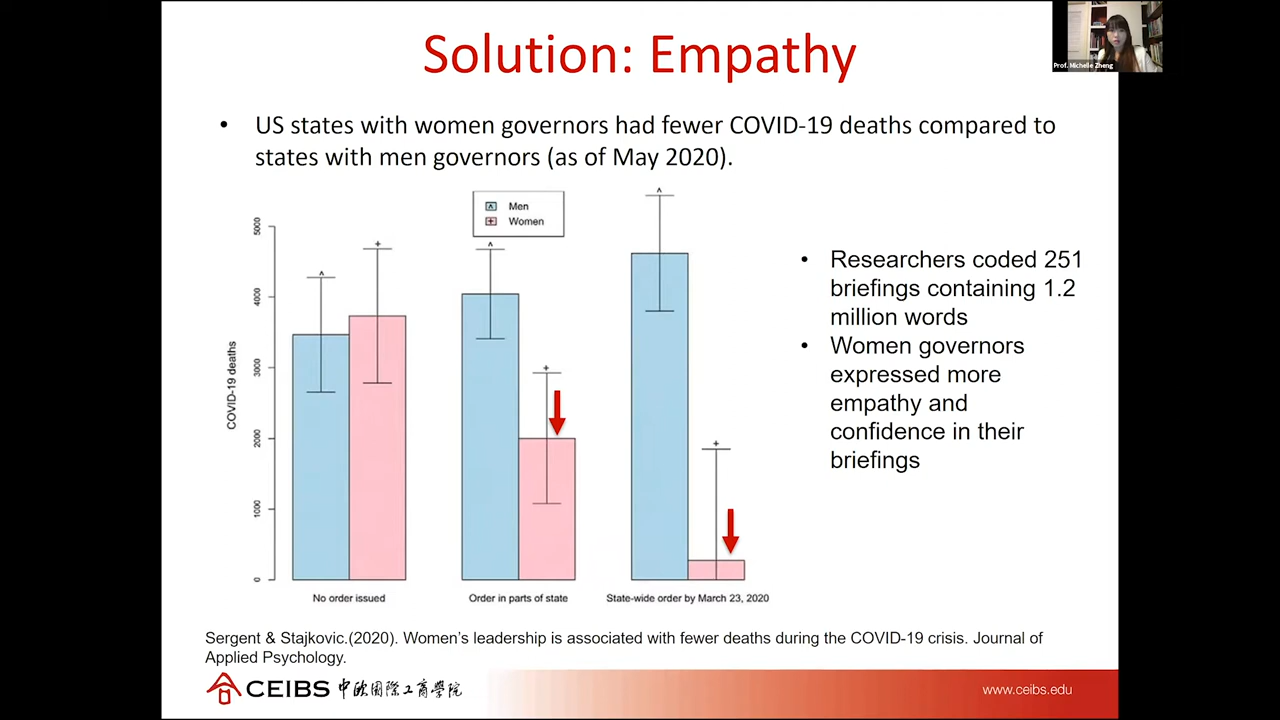 Solution: Empathy
Prof. Michelle Zheng
• US states with women governors had fewer COVID-19 deaths compared to
states with men governors (as of May 2020).
^ Men
+ Women
COVID-19 deaths
5000
4000
3000
2000
1000
0
No order issued
Order in parts of state
State-wide order by March 23, 2020
• Researchers coded 251
briefings containing 1.2
million words
• Women governors
expressed more
empathy and
confidence in their
briefings
Sergent & Stajkovic.(2020). Women's leadership is associated with fewer deaths during the COVID-19 crisis. Journal of
Applied Psychology.
CEIBS 中欧国際工商學院
www.ceibs.edu